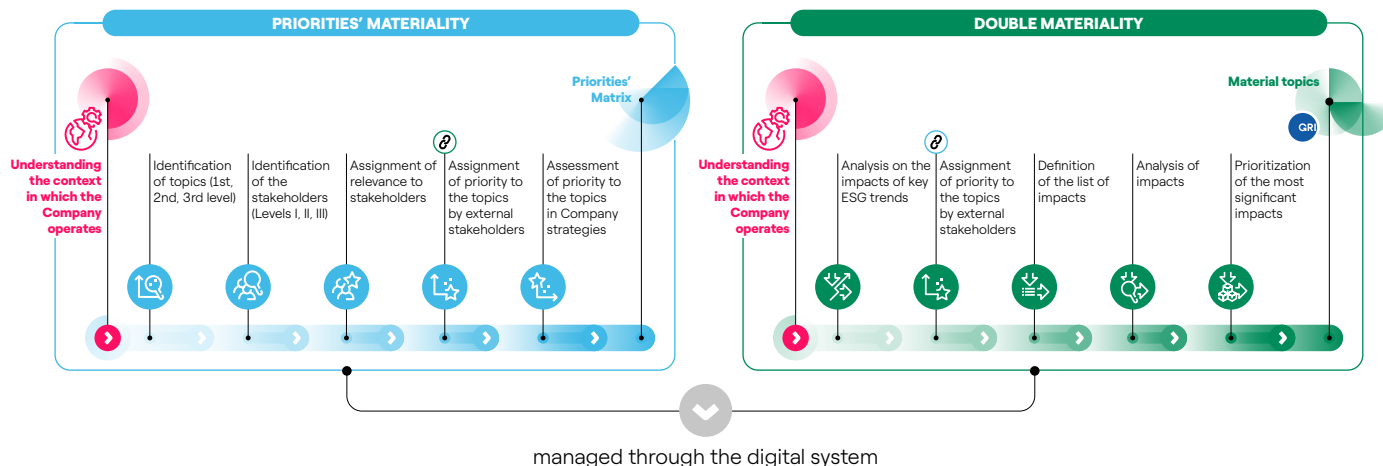 PRIORITIES' MATERIALITY
Priorities'
Matrix
Understanding
the context
in which the
Company
operates
Identification
of topics (1st,
2nd, 3rd level)
Identification
of the
stakeholders
(Levels I, II, III)
Assignment of
relevance to
stakeholders
Assignment
of priority to
the topics
by external
stakeholders
Assessment
of priority to
the topics
in Company
strategies
DOUBLE MATERIALITY
Material topics
GRI
Understanding
the context
in which the
Company
operates
Analysis on the
impacts of key
ESG trends
Assignment
of priority to
the topics
by external
stakeholders
Definition
of the list of
impacts
Analysis of
impacts
Prioritization
of the most
significant
impacts
managed through the digital system